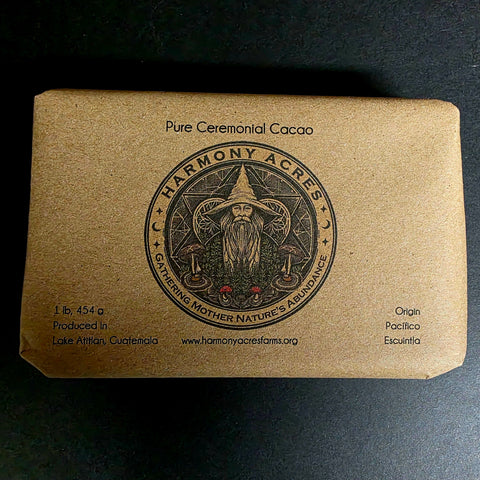 Pure Ceremonial Cacao
HARMONY ACRES
GATHERING MOTHER NATURE'S ABUNDANCE
1 lb, 454 g
Produced in
Lake Atitlan, Guatemala
www.harmonyacresfarms.org
Origin
Pacifico
Escuintla